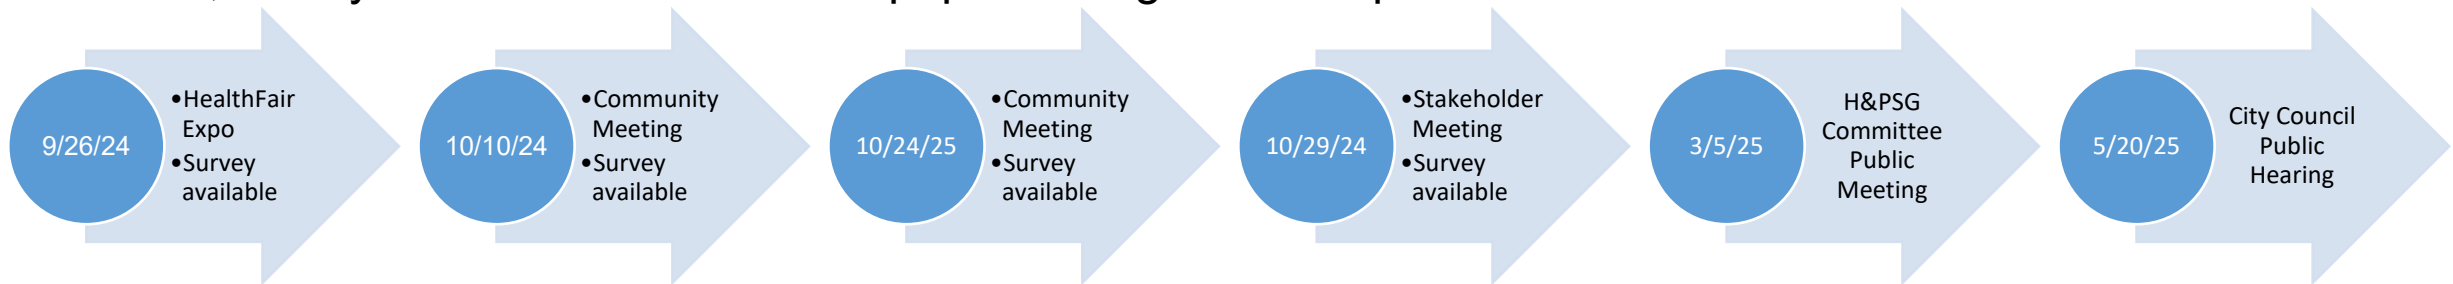 9/26/24
•HealthFair
Expo
•Survey
available
10/10/24
•Community
Meeting
•Survey
available
10/24/25
•Community
Meeting
•Survey
available
10/29/24
•Stakeholder
Meeting
•Survey
available
3/5/25
H&PSG
Committee
Public
Meeting
5/20/25
City Council
Public
Hearing